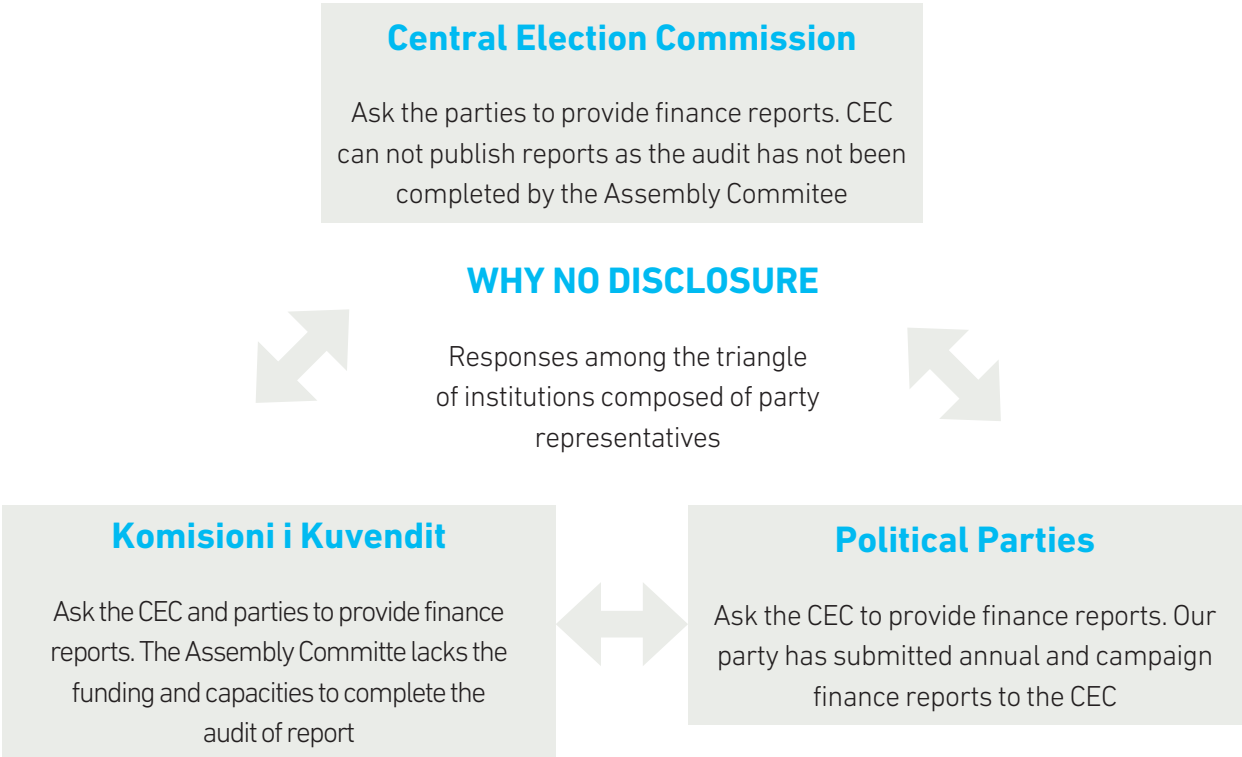 Central Election Commission
Ask the parties to provide finance reports. CEC
can not publish reports as the audit has not been
completed by the Assembly Commitee
WHY NO DISCLOSURE
Responses among the triangle
of institutions composed of party
representatives
Komisioni i Kuvendit
Ask the CEC and parties to provide finance
reports. The Assembly Committe lacks the
funding and capacities to complete the
audit of report
Political Parties
Ask the CEC to provide finance reports. Our
party has submitted annual and campaign
finance reports to the CEC